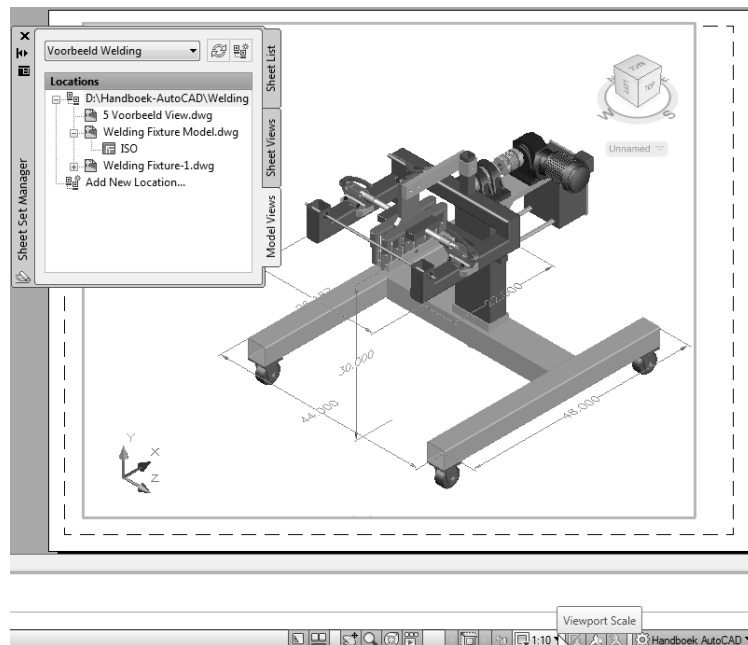 Voorbeeld Welding
Locations
D:\Handboek-AutoCAD\Welding
5 Voorbeeld View.dwg
Welding Fixture Model.dwg
ISO
Welding Fixture-1.dwg
Add New Location...
Sheet List
Sheet Views
Model Views
Sheet Set Manager
TOP
LEFT
W
S
Unnamed
30.000
44.000
48.000
Y
X
Z
Viewport Scale
1:10
Handboek AutoCAD